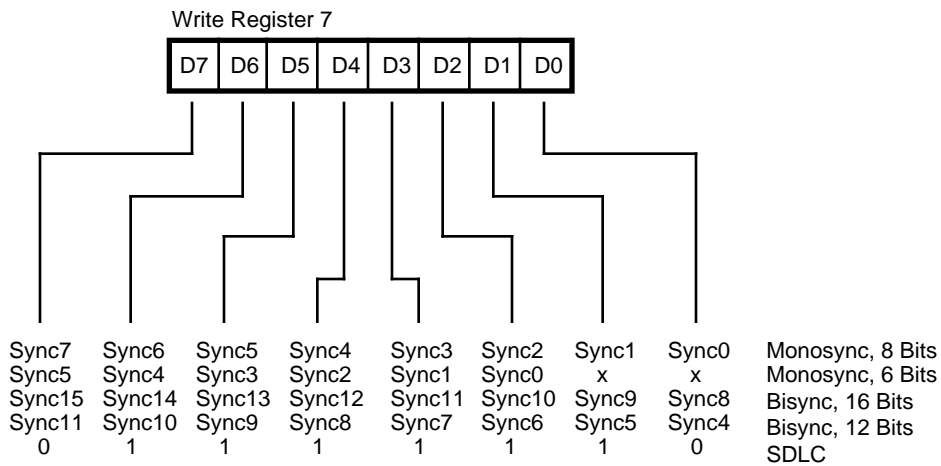 Write Register 7
D7 D6 D5 D4 D3 D2 D1 D0
Sync7 Sync6 Sync5 Sync4 Sync3 Sync2 Sync1 Sync0 Monosync, 8 Bits
Sync5 Sync4 Sync3 Sync2 Sync1 Sync0 x x Monosync, 6 Bits
Sync15 Sync14 Sync13 Sync12 Sync11 Sync10 Sync9 Sync8 Bisync, 16 Bits
Sync11 Sync10 Sync9 Sync8 Sync7 Sync6 Sync5 Sync4 Bisync, 12 Bits
0 1 1 1 1 1 1 0 SDLC